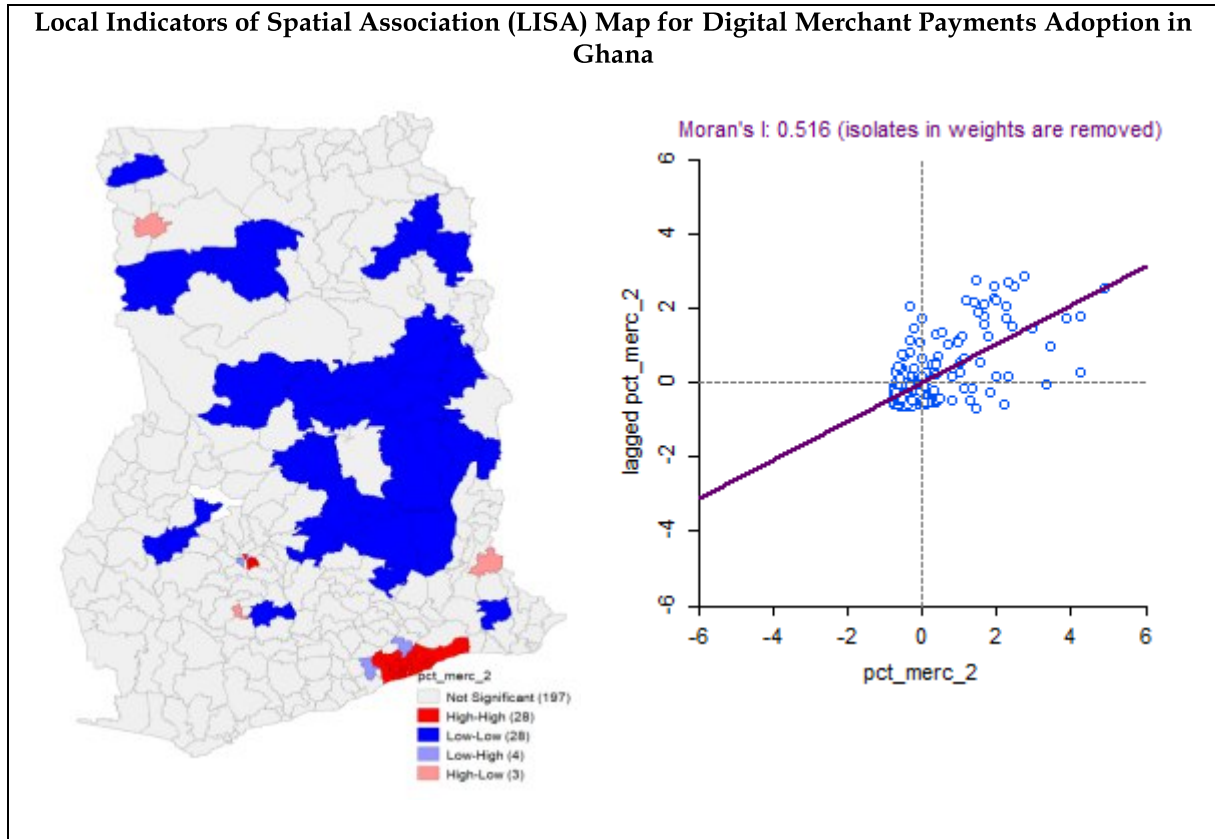 Local Indicators of Spatial Association (LISA) Map for Digital Merchant Payments Adoption in
Ghana
pct_merc_2
Not Significant (197)
High-High (28)
Low-Low (28)
Low-High (4)
High-Low (3)
Moran's I: 0.516 (isolates in weights are removed)
lagged pct_merc_2
6
4
2
0
-2
-4
-6
-6 -4 -2 0 2 4 6
pct_merc_2